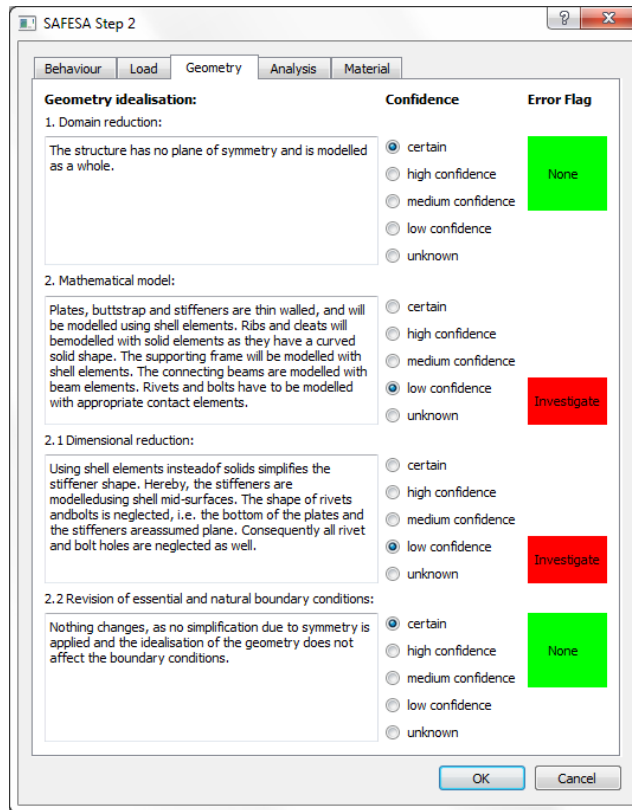 SAFESA Step 2
Behaviour Load Geometry Analysis Material
Geometry idealisation: Confidence Error Flag
1. Domain reduction:
The structure has no plane of symmetry and is modelled
as a whole.
certain
high confidence
medium confidence
low confidence
unknown
None
2. Mathematical model:
Plates, buttstrap and stiffeners are thin walled, and will
be modelled using shell elements. Ribs and cleats will
bemodelled with solid elements as they have a curved
solid shape. The supporting frame will be modelled with
shell elements. The connecting beams are modelled with
beam elements. Rivets and bolts have to be modelled
with appropriate contact elements.
certain
high confidence
medium confidence
low confidence
unknown
Investigate
2.1 Dimensional reduction:
Using shell elements insteadof solids simplifies the
stiffener shape. Hereby, the stiffeners are
modelledusing shell mid-surfaces. The shape of rivets
andbolts is neglected, i.e. the bottom of the plates and
the stiffeners areassumed plane. Consequently all rivet
and bolt holes are neglected as well.
certain
high confidence
medium confidence
low confidence
unknown
Investigate
2.2 Revision of essential and natural boundary conditions:
Nothing changes, as no simplification due to symmetry is
applied and the idealisation of the geometry does not
affect the boundary conditions.
certain
high confidence
medium confidence
low confidence
unknown
None
OK Cancel